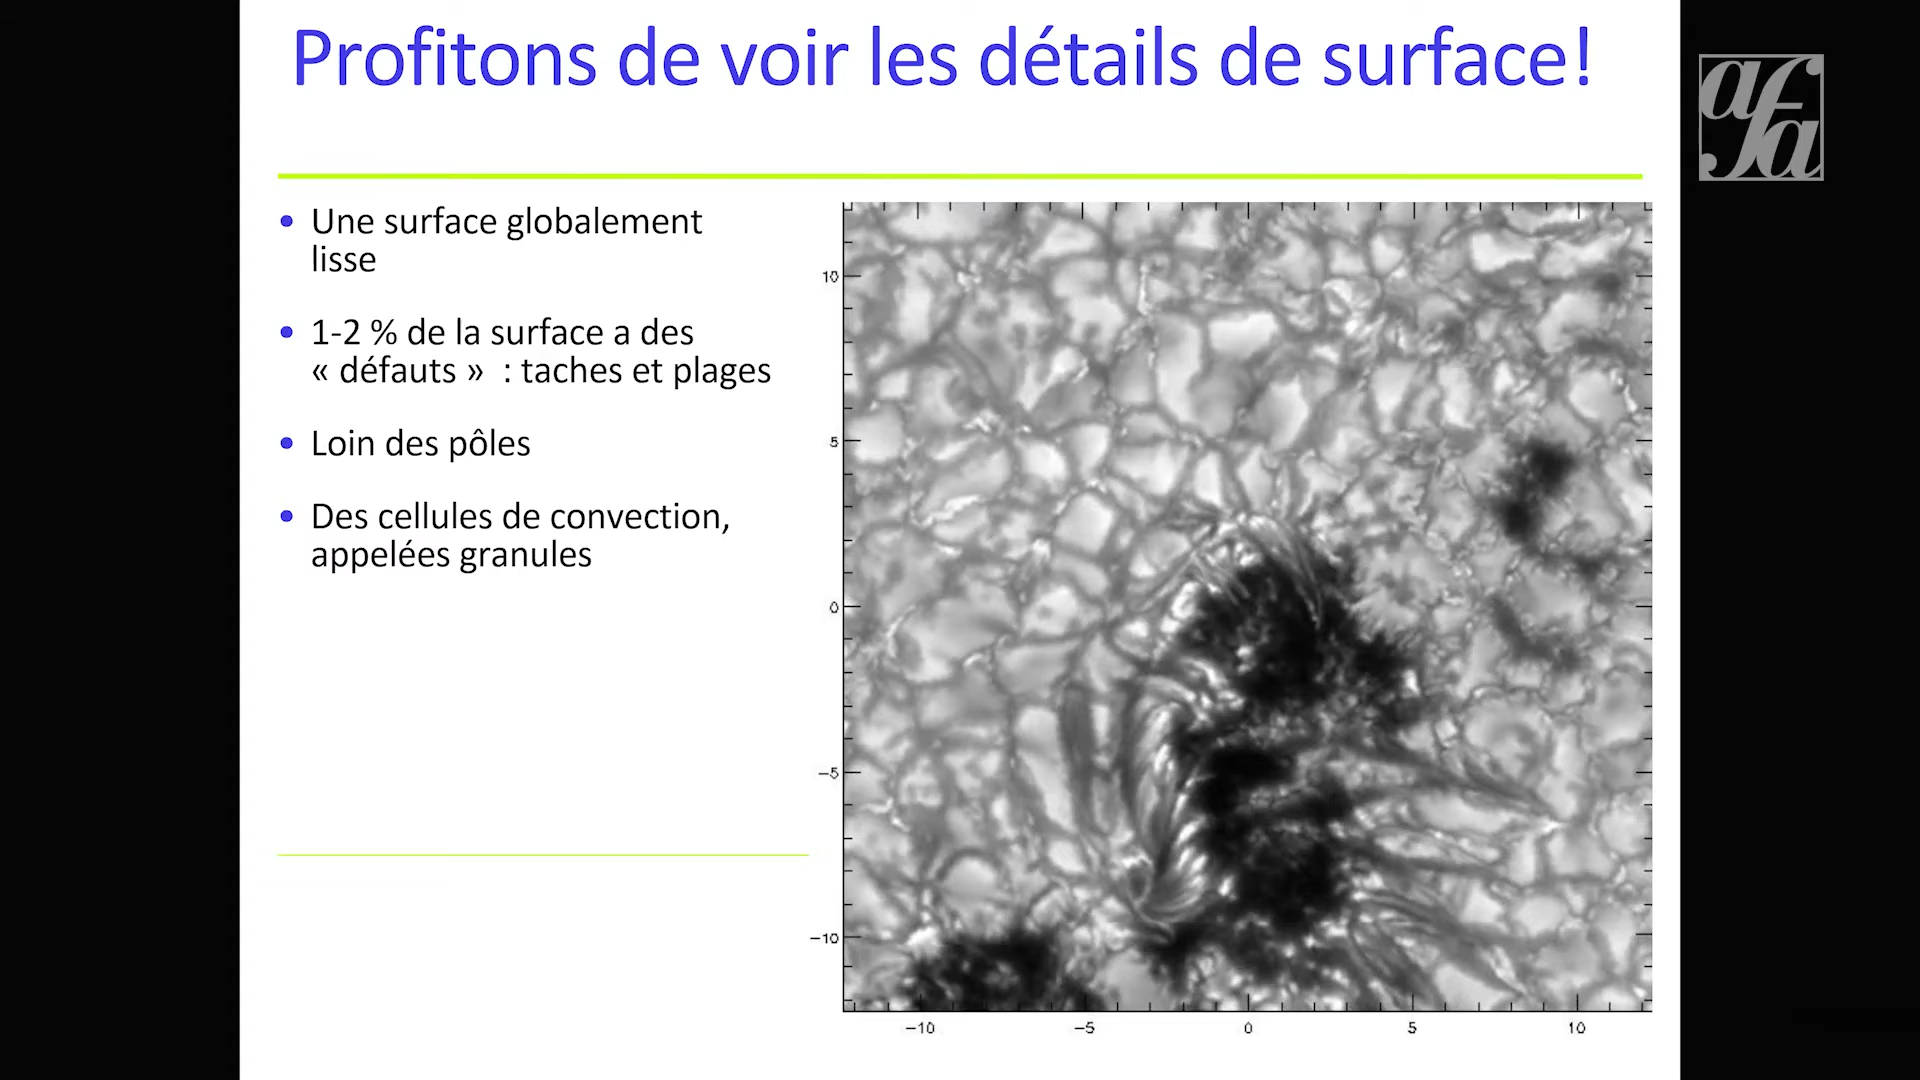 Profitons de voir les détails de surface!
afa
• Une surface globalement
lisse
• 1-2 % de la surface a des
« défauts »  : taches et plages
• Loin des pôles
• Des cellules de convection,
appelées granules
10
5
0
−5
−10
−10
−5
0
5
10